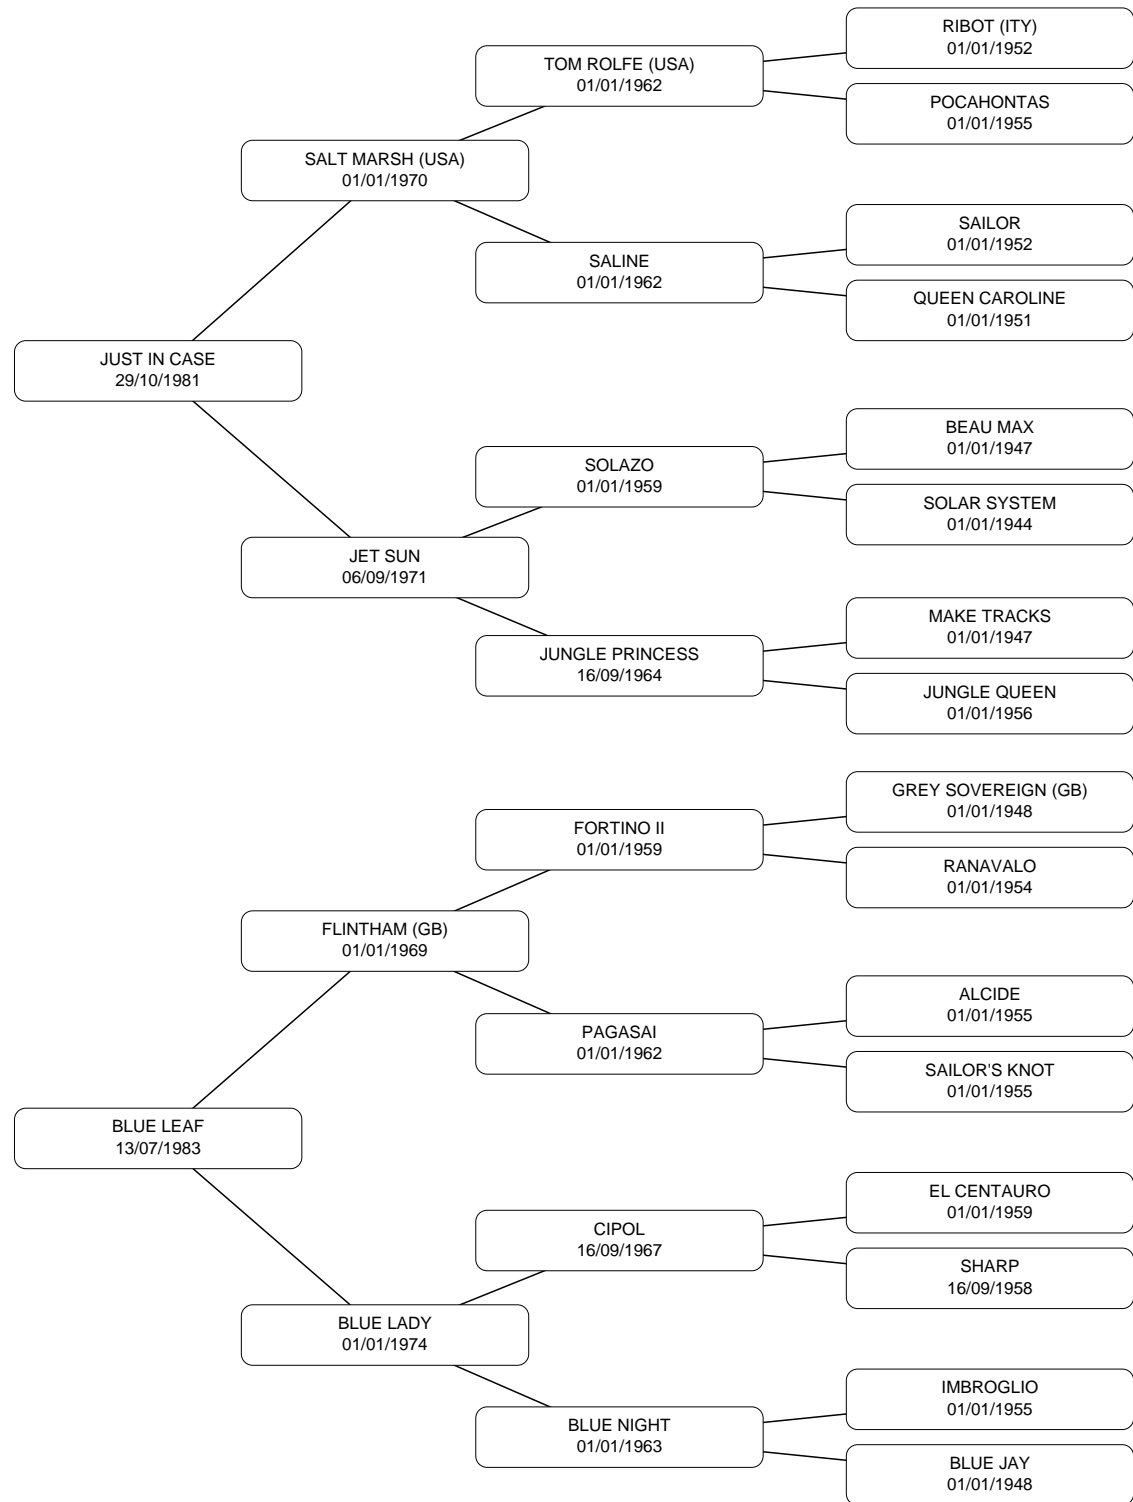 RIBOT (ITY)
01/01/1952
TOM ROLFE (USA)
01/01/1962
POCAHONTAS
01/01/1955
SALT MARSH (USA)
01/01/1970
SAILOR
01/01/1952
SALINE
01/01/1962
QUEEN CAROLINE
01/01/1951
JUST IN CASE
29/10/1981
BEAU MAX
01/01/1947
SOLAZO
01/01/1959
SOLAR SYSTEM
01/01/1944
JET SUN
06/09/1971
MAKE TRACKS
01/01/1947
JUNGLE PRINCESS
16/09/1964
JUNGLE QUEEN
01/01/1956
GREY SOVEREIGN (GB)
01/01/1948
FORTINO II
01/01/1959
RANAVALO
01/01/1954
FLINTHAM (GB)
01/01/1969
ALCIDE
01/01/1955
PAGASAI
01/01/1962
SAILOR'S KNOT
01/01/1955
BLUE LEAF
13/07/1983
EL CENTAURO
01/01/1959
CIPOL
16/09/1967
SHARP
16/09/1958
BLUE LADY
01/01/1974
IMBROGLIO
01/01/1955
BLUE NIGHT
01/01/1963
BLUE JAY
01/01/1948